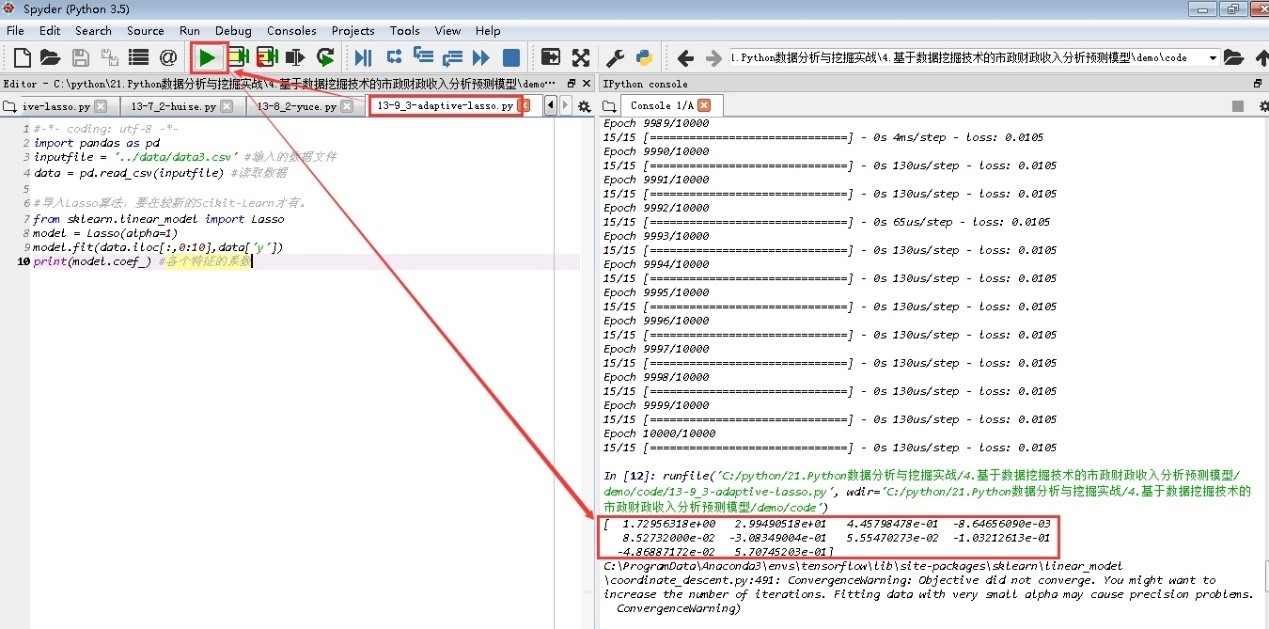 Spyder (Python 3.5)
File Edit Search Source Run Debug Consoles Projects Tools View Help
1.Python数据分析与挖掘实战\4.基于数据挖掘技术的市政财政收入分析预测模型\demo\code
Editor - C:\python\21.Python数据分析与挖掘实战\4.基于数据挖掘技术的市政财政收入分析预测模型\demo···
ive-lasso.py 13-7_2-huise.py 13-8_2-yuce.py 13-9_3-adaptive-lasso.py
1 #-*- coding: utf-8 -*-
2 import pandas as pd
3 inputfile = '../data/data3.csv' #输入的数据文件
4 data = pd.read_csv(inputfile) #读取数据
5
6 #导入Lasso算法，要在较新的Scikit-Learn才有。
7 from sklearn.linear_model import Lasso
8 model = Lasso(alpha=1)
9 model.fit(data.iloc[:,0:10],data['y'])
10 print(model.coef_) #各个特征的系数
IPython console
Console 1/A
Epoch 9989/10000
15/15 [==============================] - 0s 4ms/step - loss: 0.0105
Epoch 9990/10000
15/15 [==============================] - 0s 130us/step - loss: 0.0105
Epoch 9991/10000
15/15 [==============================] - 0s 130us/step - loss: 0.0105
Epoch 9992/10000
15/15 [==============================] - 0s 65us/step - loss: 0.0105
Epoch 9993/10000
15/15 [==============================] - 0s 130us/step - loss: 0.0105
Epoch 9994/10000
15/15 [==============================] - 0s 130us/step - loss: 0.0105
Epoch 9995/10000
15/15 [==============================] - 0s 130us/step - loss: 0.0105
Epoch 9996/10000
15/15 [==============================] - 0s 130us/step - loss: 0.0105
Epoch 9997/10000
15/15 [==============================] - 0s 130us/step - loss: 0.0105
Epoch 9998/10000
15/15 [==============================] - 0s 130us/step - loss: 0.0105
Epoch 9999/10000
15/15 [==============================] - 0s 130us/step - loss: 0.0105
Epoch 10000/10000
15/15 [==============================] - 0s 130us/step - loss: 0.0105
In [12]: runfile('C:/python/21.Python数据分析与挖掘实战/4.基于数据挖掘技术的市政财政收入分析预测模型/
demo/code/13-9_3-adaptive-lasso.py', wdir='C:/python/21.Python数据分析与挖掘实战/4.基于数据挖掘技术的
市政财政收入分析预测模型/demo/code')
[ 1.72956318e+00 2.99490518e+01 4.45798478e-01 -8.64656090e-03
8.52732000e-02 -3.08349004e-01 5.55470273e-02 -1.03212613e-01
-4.86887172e-02 5.70745203e-01]
C:\ProgramData\Anaconda3\envs\tensorflow\lib\site-packages\sklearn\linear_model
\coordinate_descent.py:491: ConvergenceWarning: Objective did not converge. You might want to
increase the number of iterations. Fitting data with very small alpha may cause precision problems.
ConvergenceWarning)